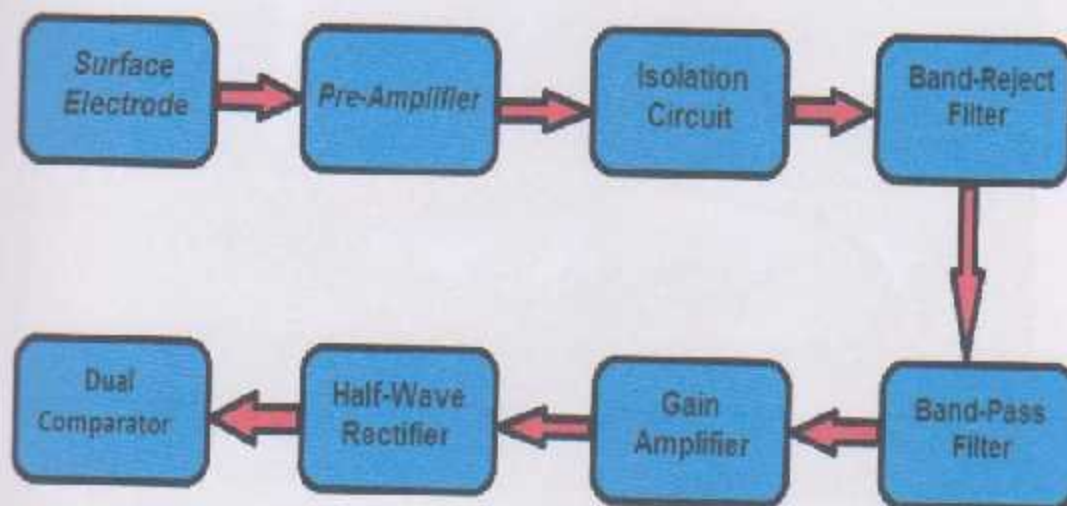 Surface
Electrode
Pre-Amplifier
Isolation
Circuit
Band-Reject
Filter
Band-Pass
Filter
Gain
Amplifier
Half-Wave
Rectifier
Dual
Comparator